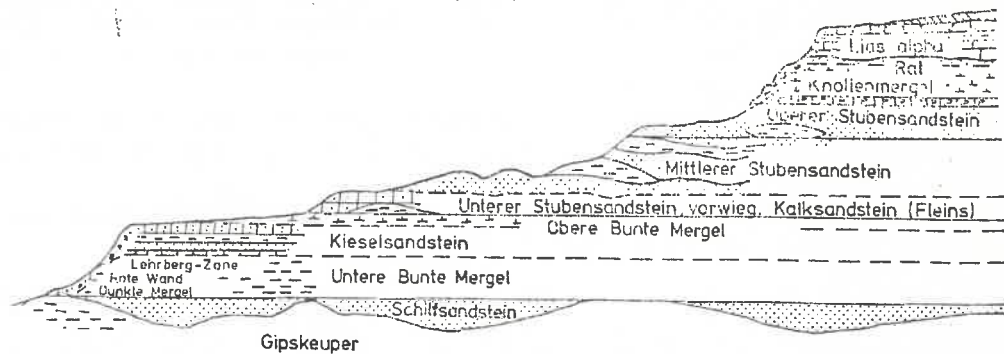 Lias alpha
Rät
Knollenmergel
Oberer Stubensandstein
Mittlerer Stubensandstein
Unterer Stubensandstein, vorwieg. Kalksandstein (Fleins)
Obere Bunte Mergel
Kieselsandstein
Lehrberg-Zone
Rote Wand
Untere Bunte Mergel
Dunkle Mergel
Schilfsandstein
Gipskeuper